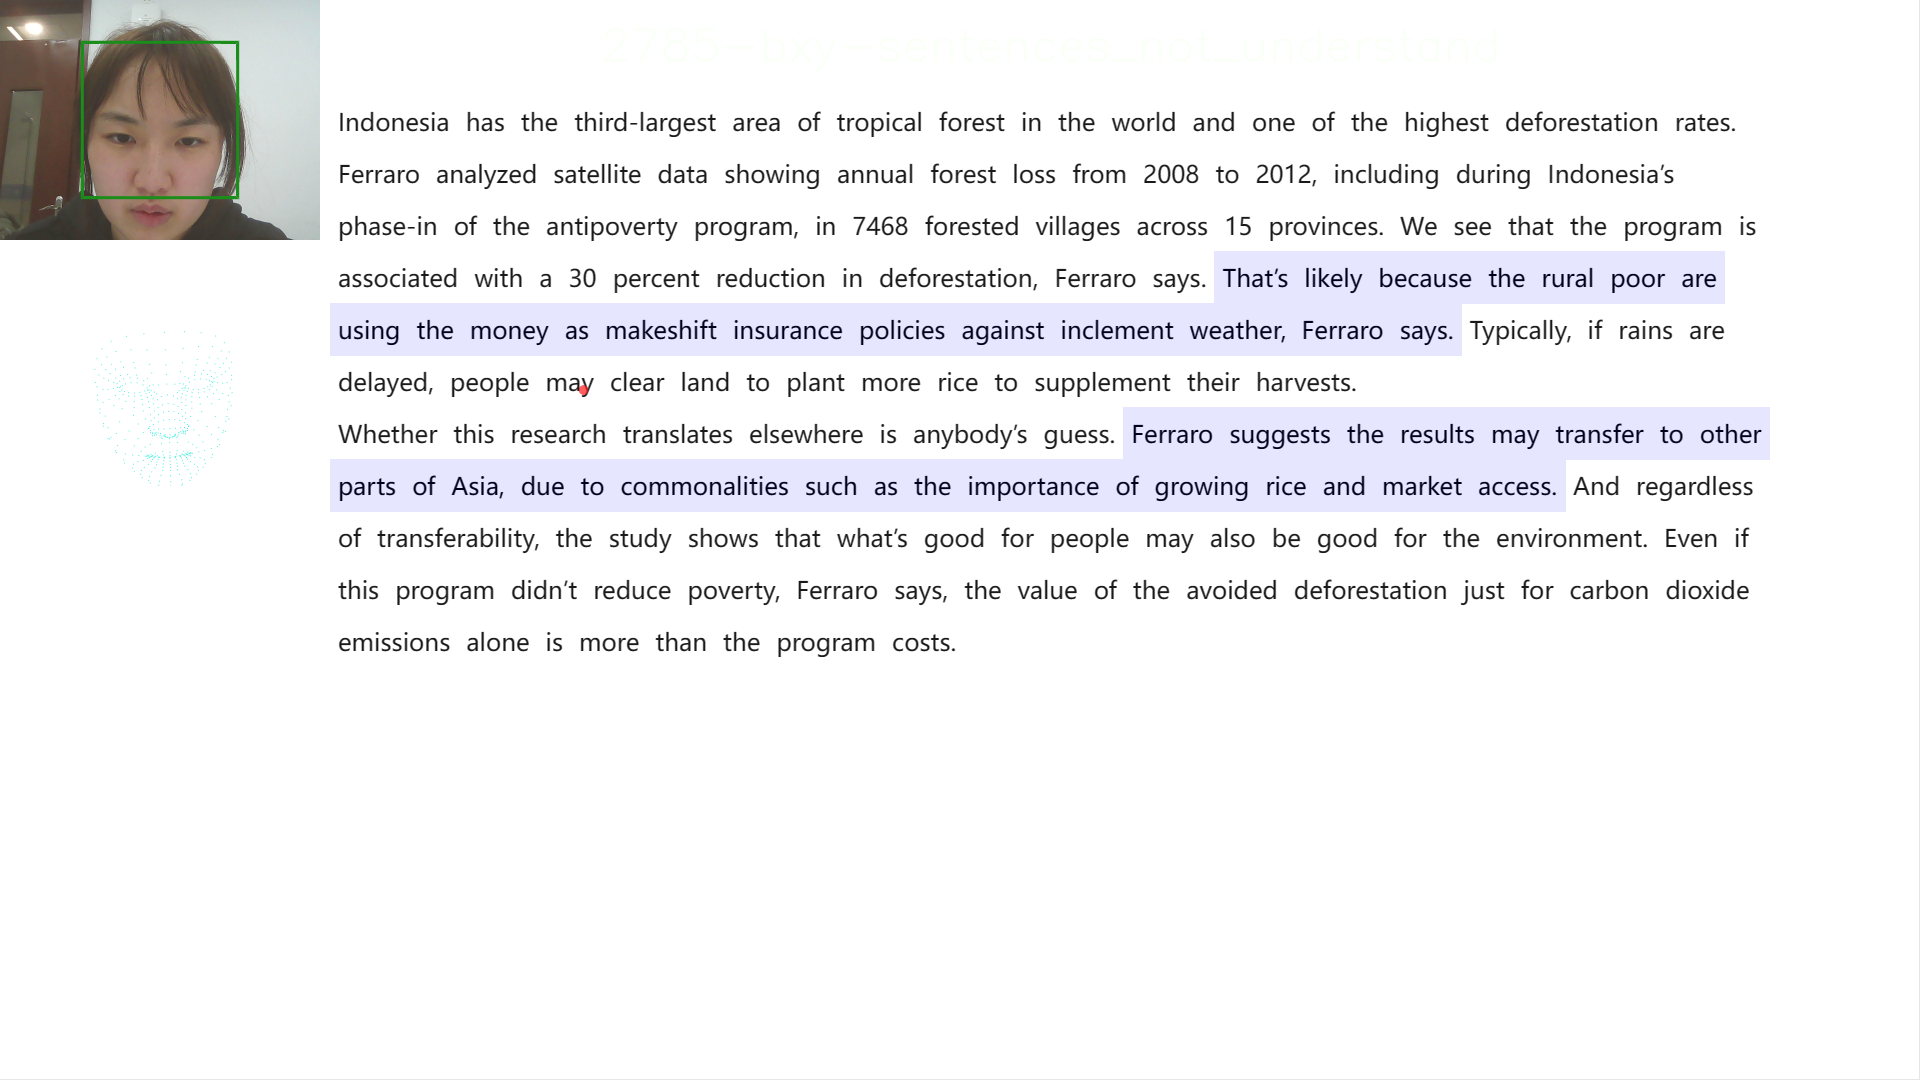 2785 bxy sentences_not_understand
Indonesia has the third-largest area of tropical forest in the world and one of the highest deforestation rates.
Ferraro analyzed satellite data showing annual forest loss from 2008 to 2012, including during Indonesia’s
phase-in of the antipoverty program, in 7468 forested villages across 15 provinces. We see that the program is
associated with a 30 percent reduction in deforestation, Ferraro says. That’s likely because the rural poor are
using the money as makeshift insurance policies against inclement weather, Ferraro says. Typically, if rains are
delayed, people may clear land to plant more rice to supplement their harvests.
Whether this research translates elsewhere is anybody’s guess. Ferraro suggests the results may transfer to other
parts of Asia, due to commonalities such as the importance of growing rice and market access. And regardless
of transferability, the study shows that what’s good for people may also be good for the environment. Even if
this program didn’t reduce poverty, Ferraro says, the value of the avoided deforestation just for carbon dioxide
emissions alone is more than the program costs.